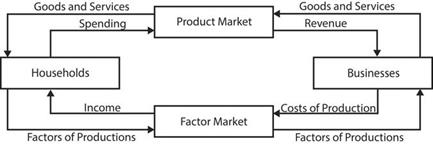 Goods and Services
Goods and Services
Spending
Product Market
Revenue
Households
Businesses
Income
Factor Market
Costs of Production
Factors of Productions
Factors of Productions